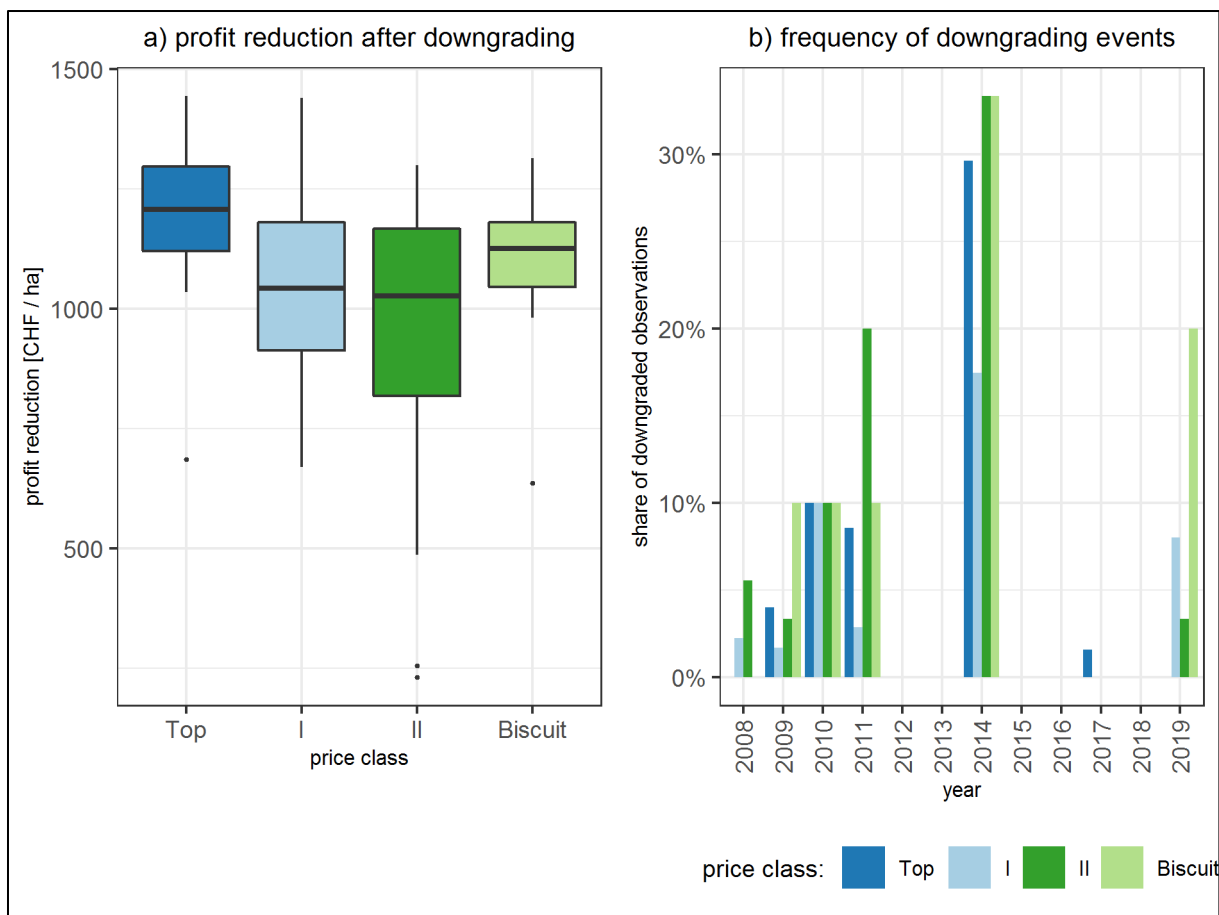 a) profit reduction after downgrading
profit reduction [CHF / ha]
1500
1000
500
Top I II Biscuit
price class
b) frequency of downgrading events
share of downgraded observations
30%
20%
10%
0%
2008 2009 2010 2011 2012 2013 2014 2015 2016 2017 2018 2019
year
price class: Top I II Biscuit